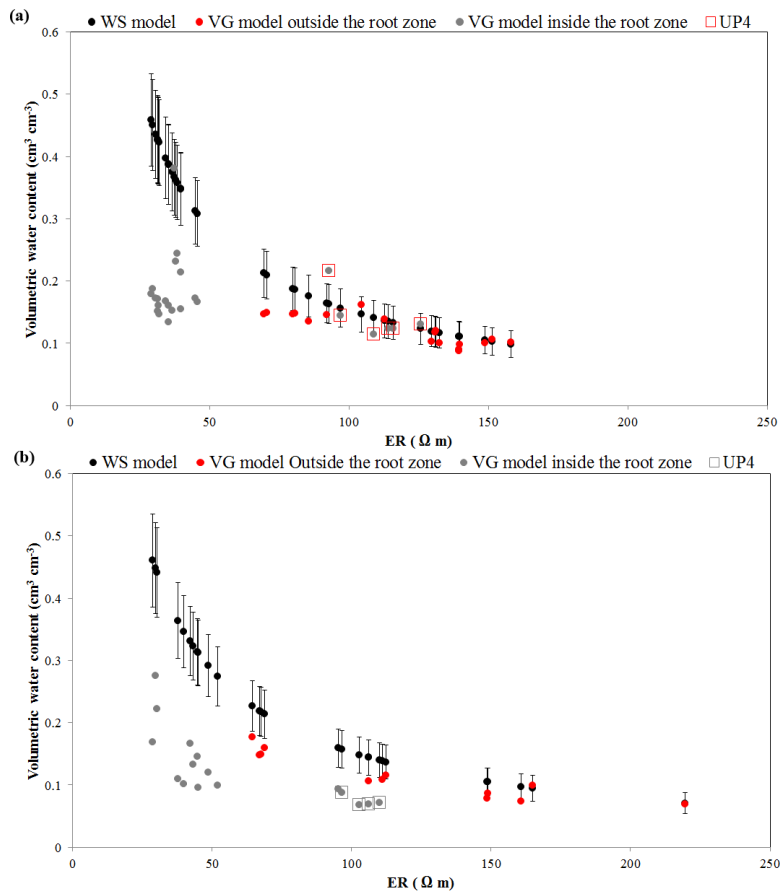 (a)
WS model VG model outside the root zone VG model inside the root zone UP4
0.6
0.5
0.4
0.3
0.2
0.1
0
Volumetric water content (cm³ cm⁻³)
0 50 100 150 200 250
ER ( Ω m)
(b)
WS model VG model Outside the root zone VG model inside the root zone UP4
0.6
0.5
0.4
0.3
0.2
0.1
0
Volumetric water content (cm³ cm⁻³)
0 50 100 150 200 250
ER ( Ω m)